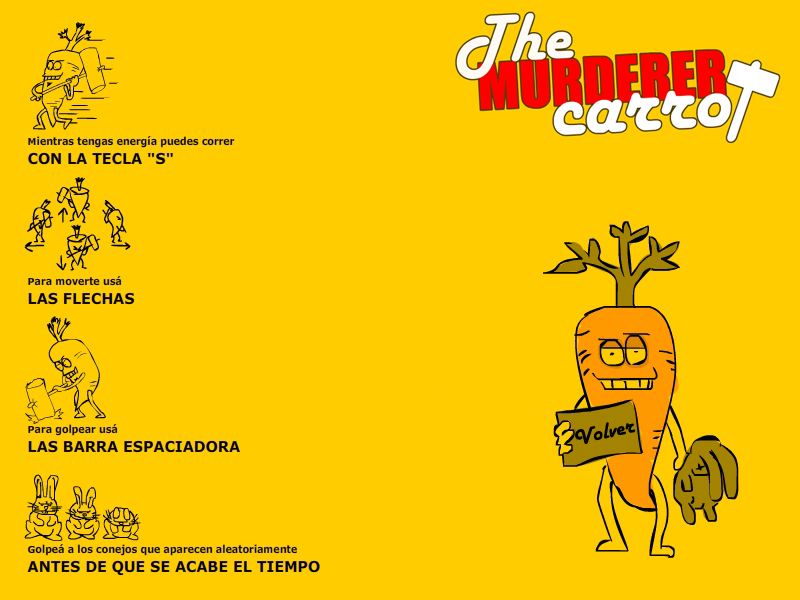 The
MURDERER
carrot
Mientras tengas energía puedes correr
CON LA TECLA "S"
Para moverte usá
LAS FLECHAS
Para golpear usá
LAS BARRA ESPACIADORA
Golpeá a los conejos que aparecen aleatoriamente
ANTES DE QUE SE ACABE EL TIEMPO
Volver